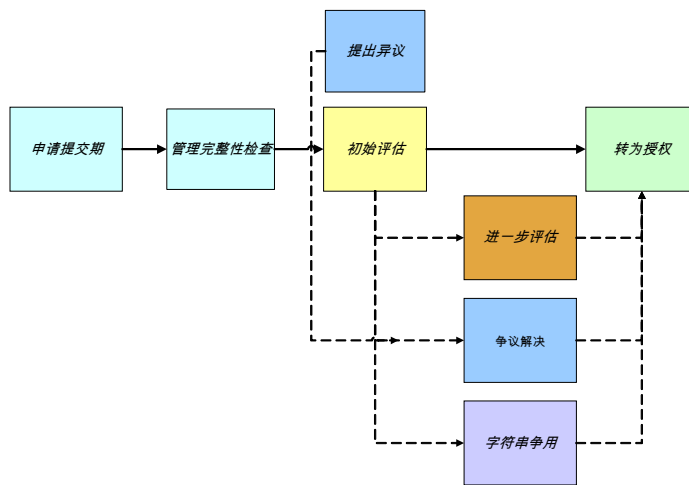 提出异议
申请提交期
管理完整性检查
初始评估
转为授权
进一步评估
争议解决
字符串争用